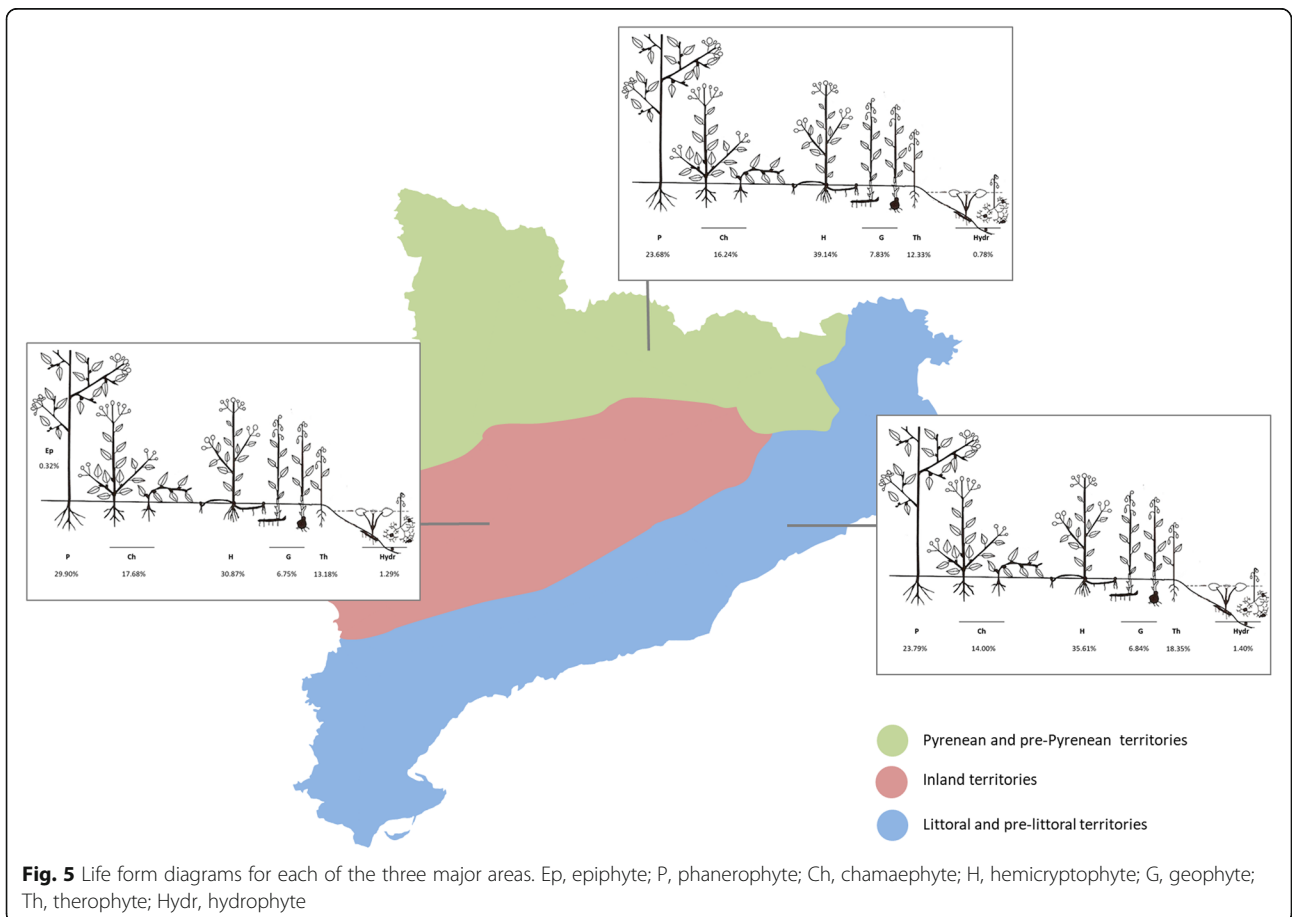 P Ch H G Th Hydr
23.68% 16.24% 39.14% 7.83% 12.33% 0.78%
Ep
0.32%
P Ch H G Th Hydr
29.90% 17.68% 30.87% 6.75% 13.18% 1.29%
P Ch H G Th Hydr
23.79% 14.00% 35.61% 6.84% 18.35% 1.40%
Pyrenean and pre-Pyrenean territories
Inland territories
Littoral and pre-littoral territories
Fig. 5 Life form diagrams for each of the three major areas. Ep, epiphyte; P, phanerophyte; Ch, chamaephyte; H, hemicryptophyte; G, geophyte;
Th, therophyte; Hydr, hydrophyte